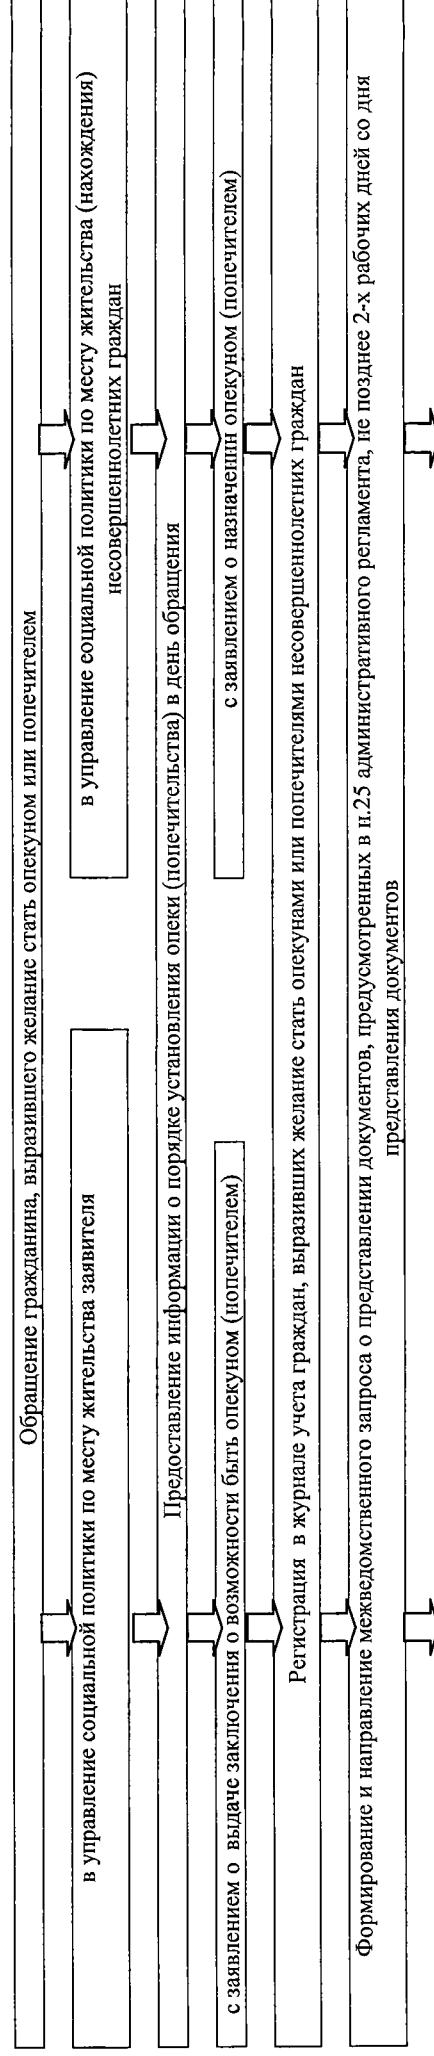 Обращение гражданина, выразившего желание стать опекуном или попечителем
в управление социальной политики по месту жительства заявителя
в управление социальной политики по месту жительства (нахождения)
несовершеннолетних граждан
Предоставление информации о порядке установления опеки (попечительства) в день обращения
с заявлением о выдаче заключения о возможности быть опекуном (попечителем)
с заявлением о назначении опекуном (попечителем)
Регистрация в журнале учета граждан, выразивших желание стать опекунами или попечителями несовершеннолетних граждан
Формирование и направление межведомственного запроса о представлении документов, предусмотренных в п.25 административного регламента, не позднее 2-х рабочих дней со дня
представления документов